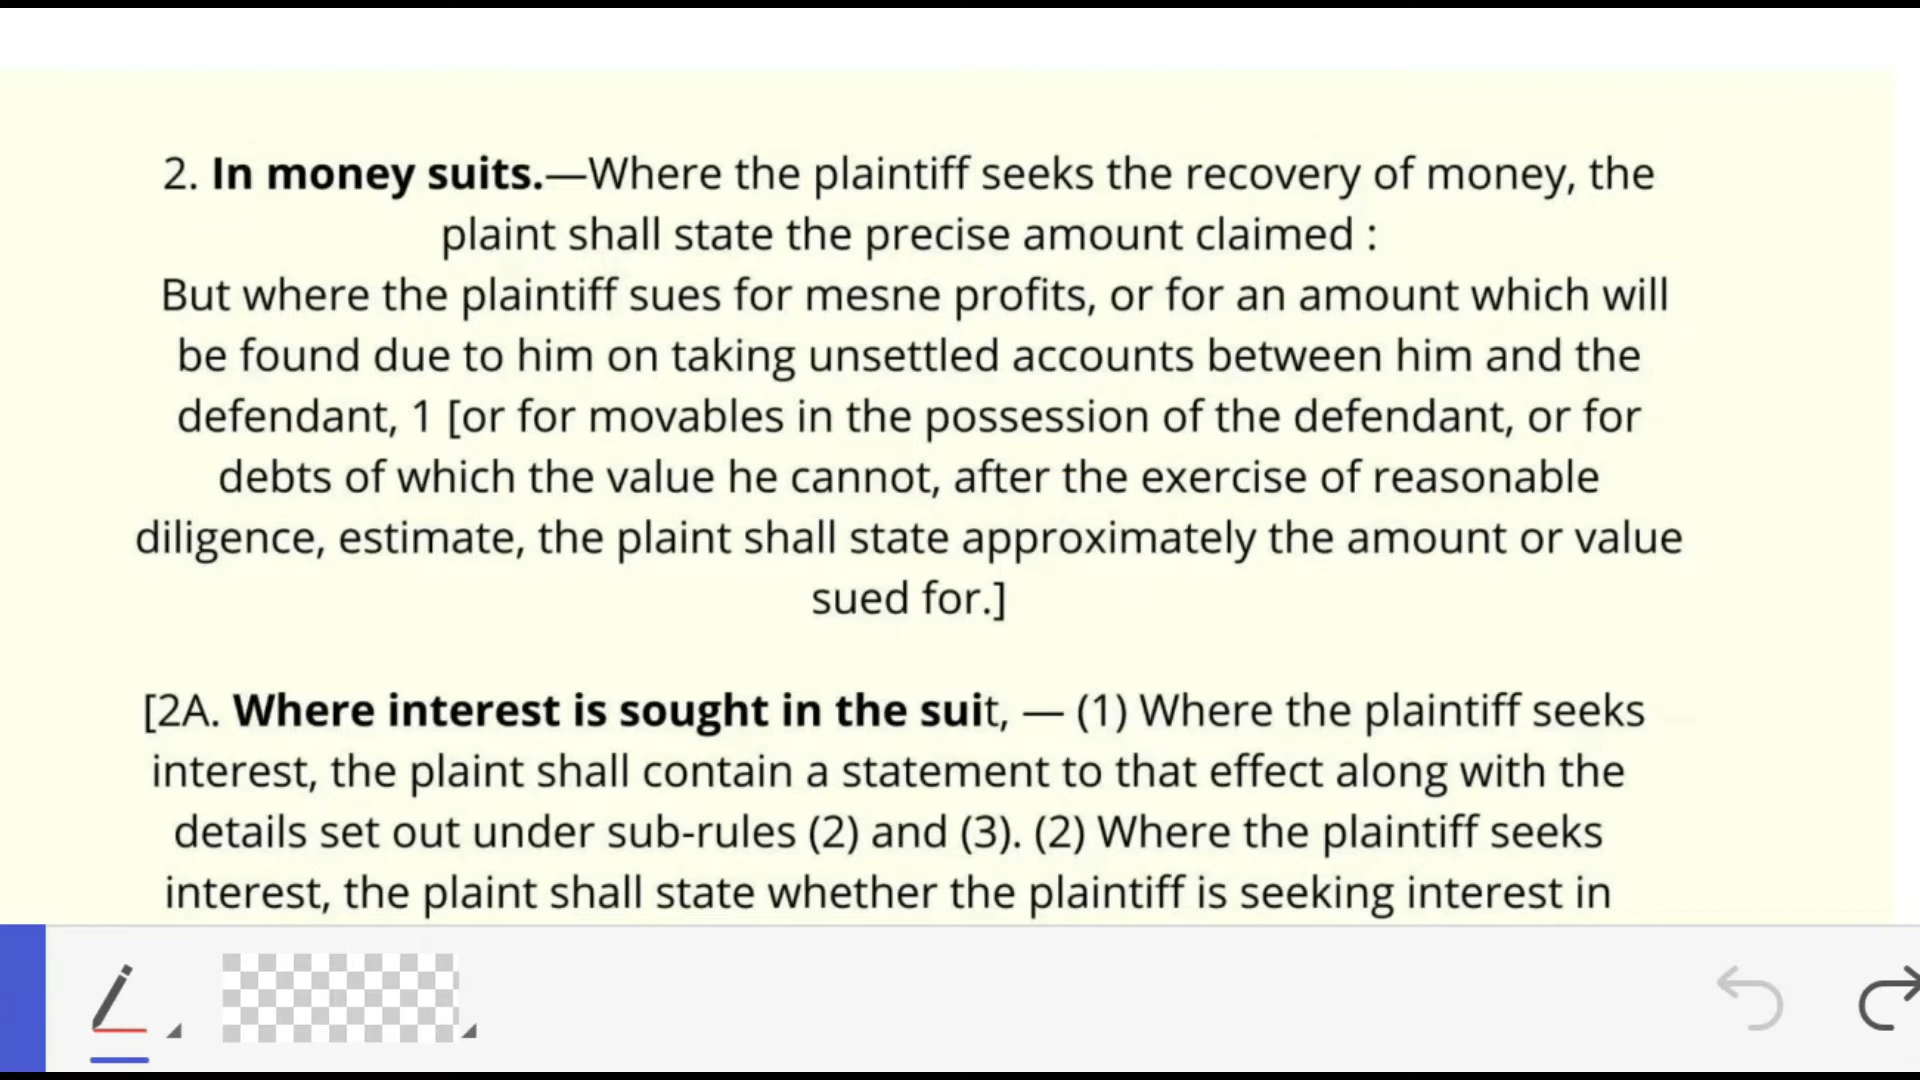 2. In money suits.—Where the plaintiff seeks the recovery of money, the
plaint shall state the precise amount claimed :
But where the plaintiff sues for mesne profits, or for an amount which will
be found due to him on taking unsettled accounts between him and the
defendant, 1 [or for movables in the possession of the defendant, or for
debts of which the value he cannot, after the exercise of reasonable
diligence, estimate, the plaint shall state approximately the amount or value
sued for.]
[2A. Where interest is sought in the suit, — (1) Where the plaintiff seeks
interest, the plaint shall contain a statement to that effect along with the
details set out under sub-rules (2) and (3). (2) Where the plaintiff seeks
interest, the plaint shall state whether the plaintiff is seeking interest in